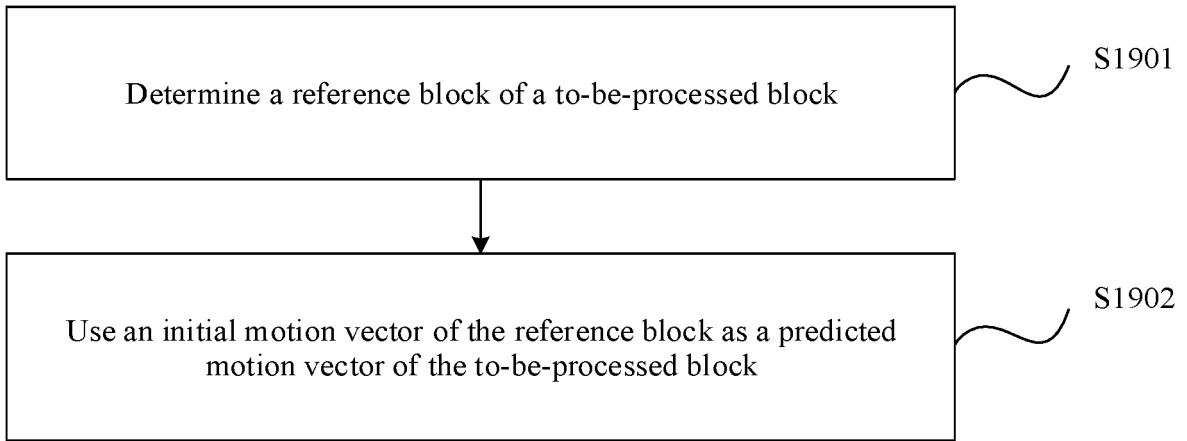 Determine a reference block of a to-be-processed block
S1901
Use an initial motion vector of the reference block as a predicted
motion vector of the to-be-processed block
S1902